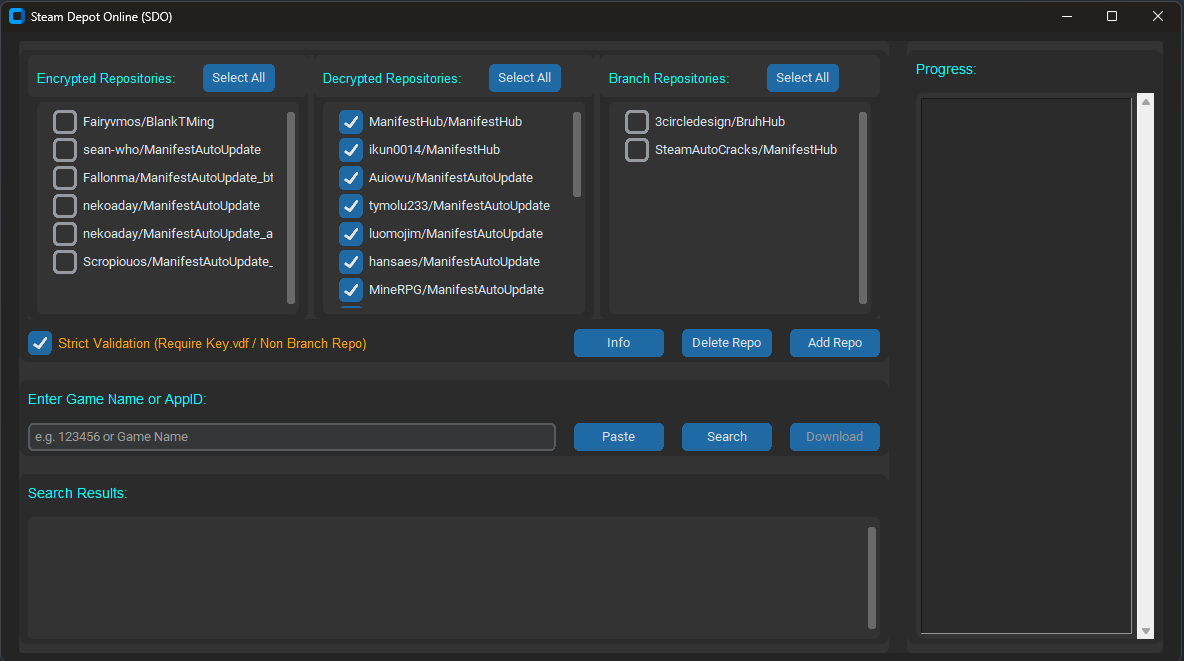 Steam Depot Online (SDO)
Encrypted Repositories:
Select All
Fairyvmos/BlankTMing
sean-who/ManifestAutoUpdate
Fallonma/ManifestAutoUpdate_bt
nekoaday/ManifestAutoUpdate
nekoaday/ManifestAutoUpdate_a
Scropiouos/ManifestAutoUpdate_
Decrypted Repositories:
Select All
ManifestHub/ManifestHub
ikun0014/ManifestHub
Auiowu/ManifestAutoUpdate
tymolu233/ManifestAutoUpdate
luomojim/ManifestAutoUpdate
hansaes/ManifestAutoUpdate
MineRPG/ManifestAutoUpdate
Branch Repositories:
Select All
3circledesign/BruhHub
SteamAutoCracks/ManifestHub
Strict Validation (Require Key.vdf / Non Branch Repo)
Info
Delete Repo
Add Repo
Enter Game Name or AppID:
e.g. 123456 or Game Name
Paste
Search
Download
Search Results:
Progress: